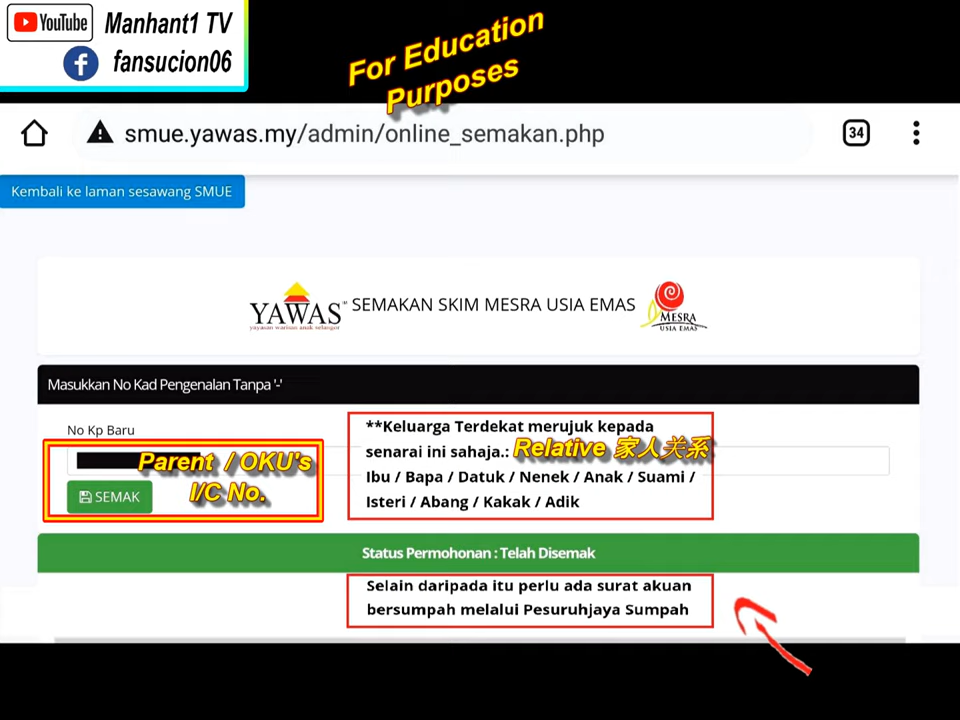 YouTube Manhant1 TV
fansucion06
For Education
Purposes
smue.yawas.my/admin/online_semakan.php
34
Kembali ke laman sesawang SMUE
YAWAS™ SEMAKAN SKIM MESRA USIA EMAS
yayasan warisan anak selangor
MESRA
USIA EMAS
Masukkan No Kad Pengenalan Tanpa '-'
No Kp Baru
Parent / OKU's
I/C No.
SEMAK
**Keluarga Terdekat merujuk kepada
senarai ini sahaja.: Relative 家人关系
Ibu / Bapa / Datuk / Nenek / Anak / Suami /
Isteri / Abang / Kakak / Adik
Status Permohonan : Telah Disemak
Selain daripada itu perlu ada surat akuan
bersumpah melalui Pesuruhjaya Sumpah